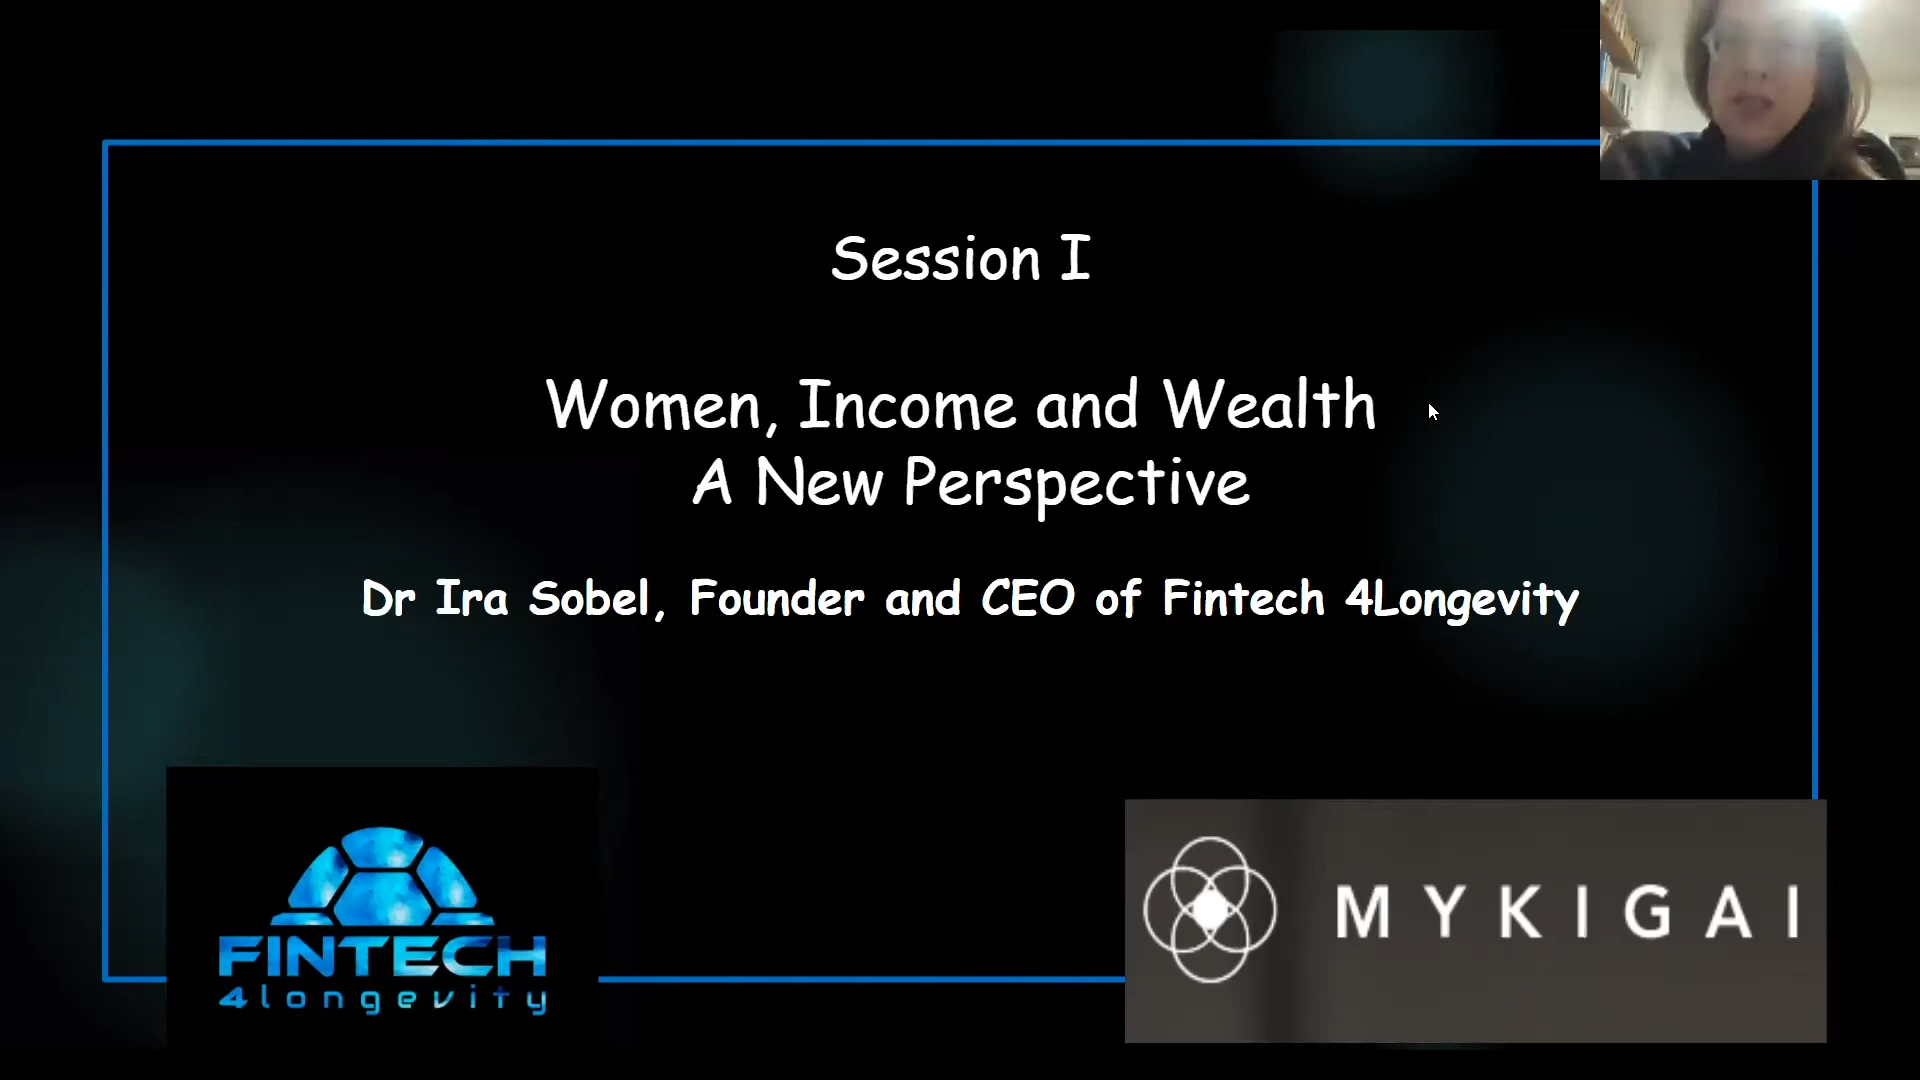 Session I
Women, Income and Wealth
A New Perspective
Dr Ira Sobel, Founder and CEO of Fintech 4Longevity
FINTECH
4longevity
MYKIGAI